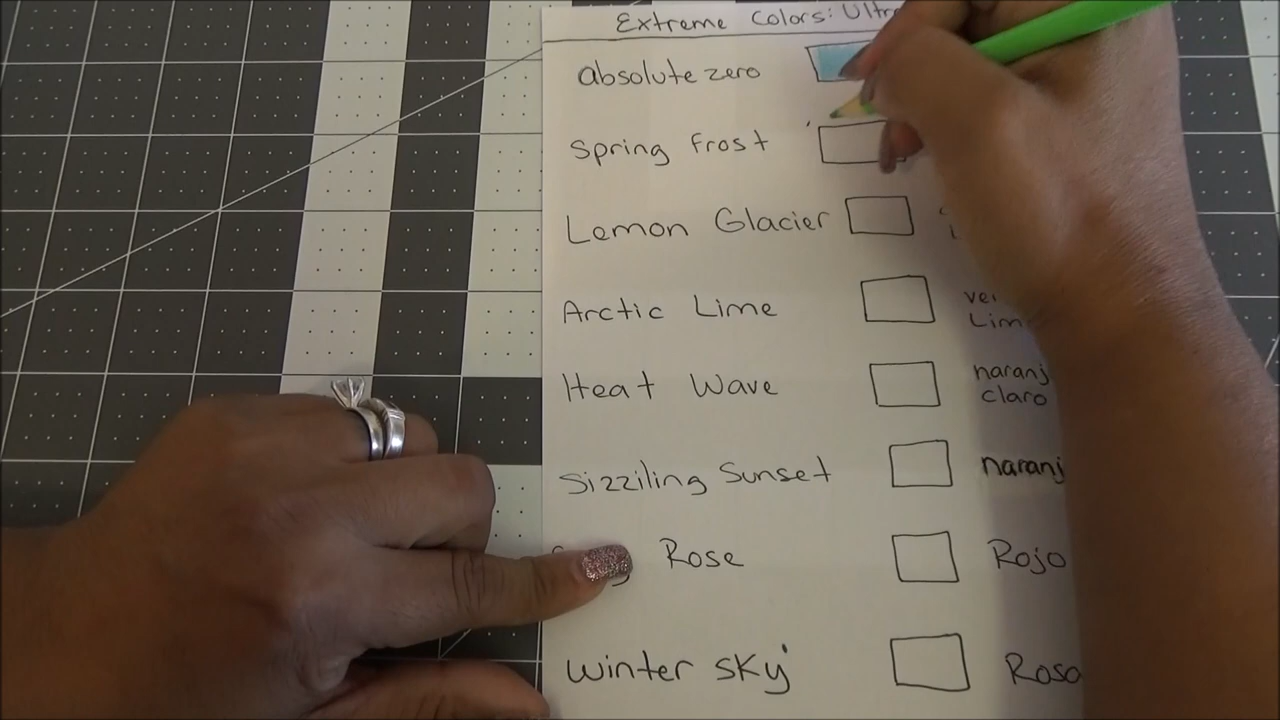 Extreme Colors:
absolute zero
Spring Frost
Lemon Glacier
Arctic Lime
Lim
Heat Wave
naranj
claro
Sizziling Sunset
naranj
Rose
Rojo
Winter Sky
Rosa